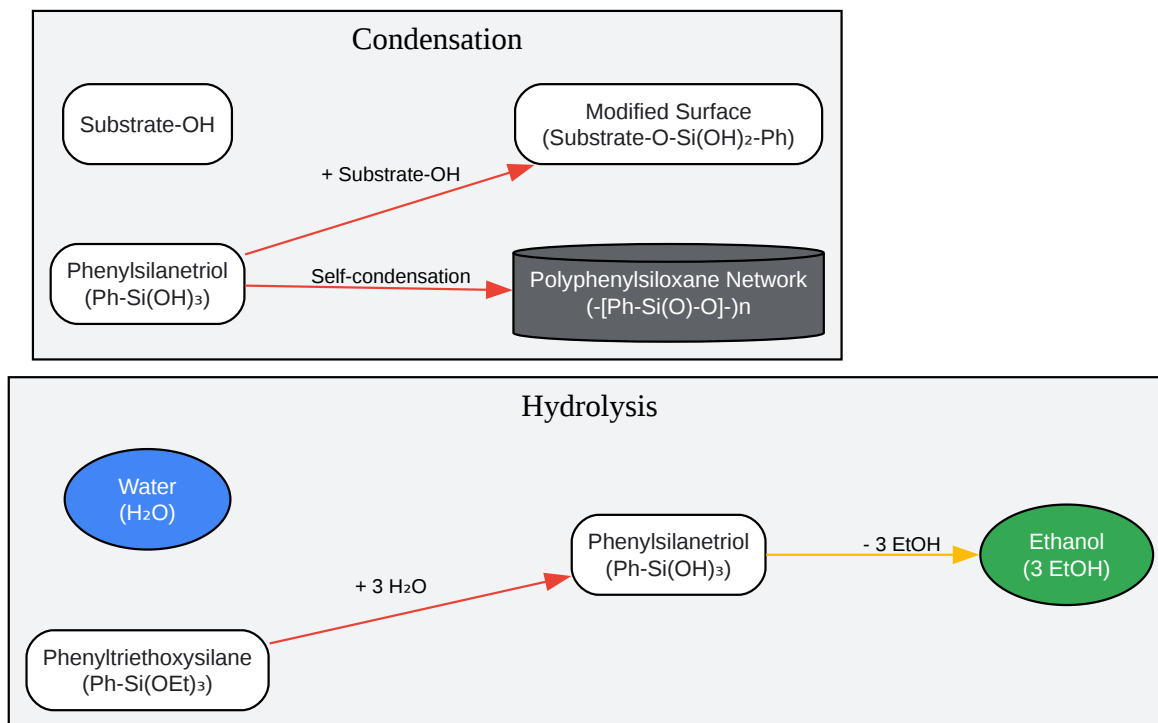 Condensation
Substrate-OH
Modified Surface
(Substrate-O-Si(OH)₂-Ph)
+ Substrate-OH
Phenylsilanetriol
(Ph-Si(OH)₃)
Self-condensation
Polyphenylsiloxane Network
(-[Ph-Si(O)-O]-)n
Hydrolysis
Water
(H₂O)
Phenylsilanetriol
(Ph-Si(OH)₃)
- 3 EtOH
Ethanol
(3 EtOH)
+ 3 H₂O
Phenyltriethoxysilane
(Ph-Si(OEt)₃)